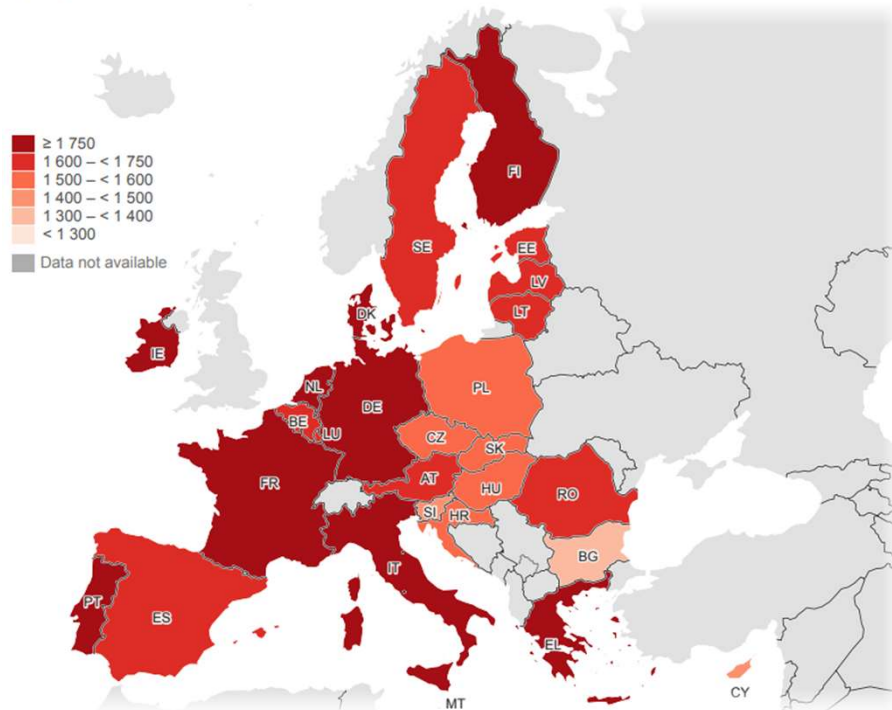 ≥ 1 750
1 600 – < 1 750
1 500 – < 1 600
1 400 – < 1 500
1 300 – < 1 400
< 1 300
Data not available
FI
SE
EE
LV
LT
DK
IE
NL
PL
DE
BE
LU
CZ
SK
FR
AT
HU
RO
SI
HR
BG
IT
PT
ES
EL
CY
MT